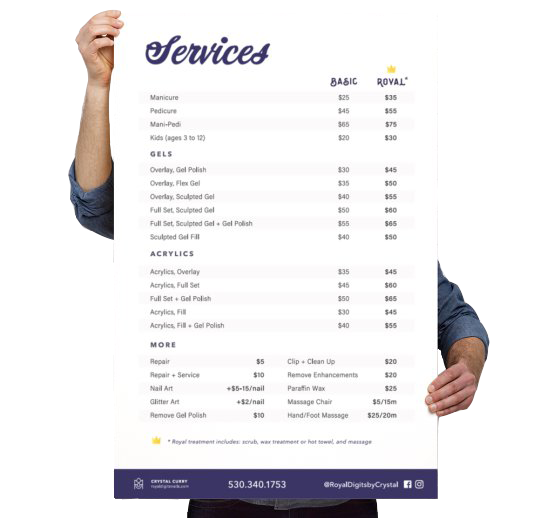 Services
BASIC ROYAL*
Manicure $25 $35
Pedicure $45 $55
Mani-Pedi $65 $75
Kids (ages 3 to 12) $20 $30
GELS
Overlay, Gel Polish $30 $45
Overlay, Flex Gel $35 $50
Overlay, Sculpted Gel $40 $55
Full Set, Sculpted Gel $50 $60
Full Set, Sculpted Gel + Gel Polish $55 $65
Sculpted Gel Fill $40 $50
ACRYLICS
Acrylics, Overlay $35 $45
Acrylics, Full Set $45 $60
Full Set + Gel Polish $50 $65
Acrylics, Fill $30 $45
Acrylics, Fill + Gel Polish $40 $55
MORE
Repair $5 Clip + Clean Up $20
Repair + Service $10 Remove Enhancements $20
Nail Art +$5-15/nail Paraffin Wax $25
Glitter Art +$2/nail Massage Chair $5/15m
Remove Gel Polish $10 Hand/Foot Massage $25/20m
* Royal treatment includes: scrub, wax treatment or hot towel, and massage
CRYSTAL CURRY 530.340.1753 @RoyalDigitsbyCrystal